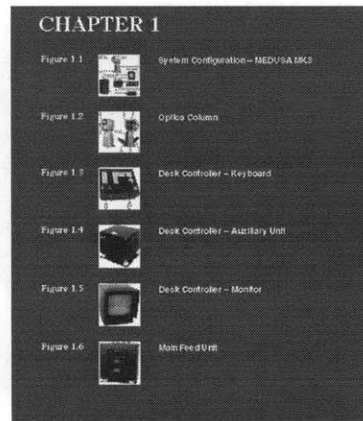 CHAPTER 1
Figure 1.1 System Configuration – MEDUSA MK3
Figure 1.2 Optics Column
Figure 1.3 Desk Controller – Keyboard
Figure 1.4 Desk Controller – Auxiliary Unit
Figure 1.5 Desk Controller – Monitor
Figure 1.6 Main Feed Unit